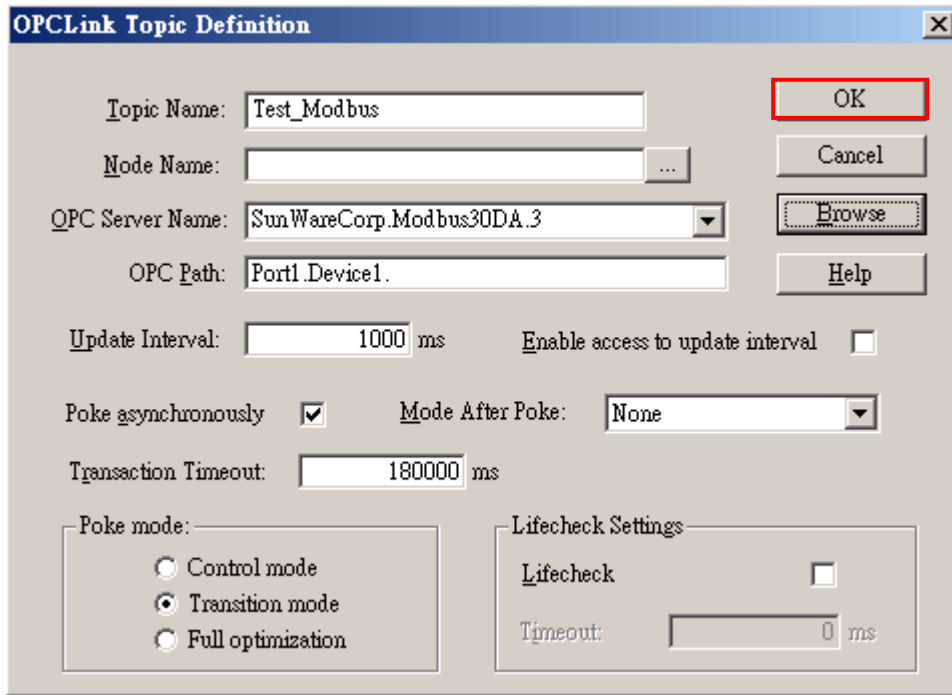 OPCLink Topic Definition
Topic Name: Test_Modbus
OK
Node Name: ...
Cancel
OPC Server Name: SunWareCorp.Modbus30DA.3
Browse
OPC Path: Port1.Device1.
Help
Update Interval: 1000 ms
Enable access to update interval
Poke asynchronously
Mode After Poke: None
Transaction Timeout: 180000 ms
Poke mode:
Control mode
Transition mode
Full optimization
Lifecheck Settings
Lifecheck
Timeout: 0 ms